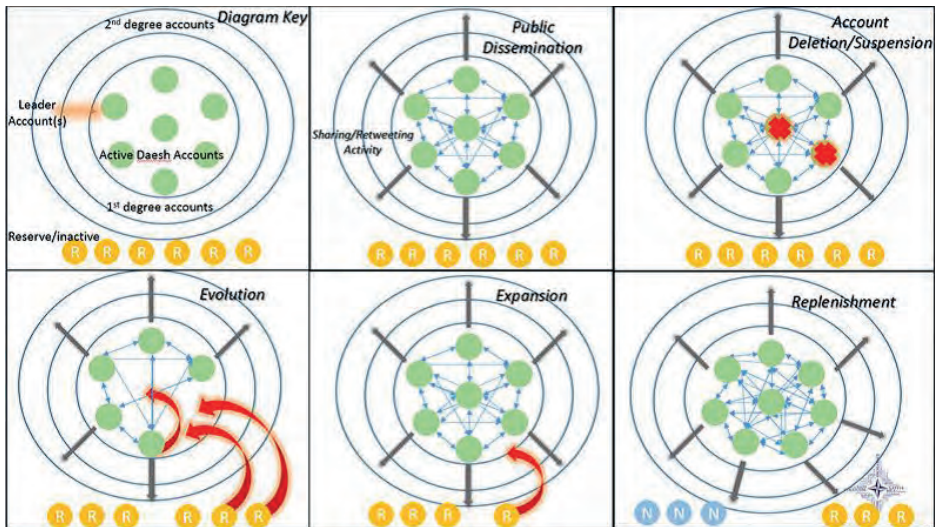 Diagram Key
2nd degree accounts
Leader
Account(s)
Active Daesh Accounts
1st degree accounts
Reserve/inactive
R R R R R R
Public
Dissemination
Sharing/Retweeting
Activity
R R R R R R
Account
Deletion/Suspension
R R R R R R
Evolution
R R R R R R
Expansion
R R R R
Replenishment
N N N R R R